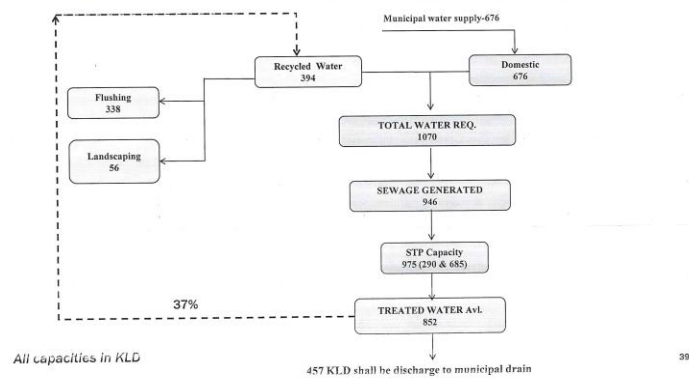 Municipal water supply-676
Recycled Water
394
Domestic
676
Flushing
338
Landscaping
56
TOTAL WATER REQ.
1070
SEWAGE GENERATED
946
STP Capacity
975 (290 & 685)
TREATED WATER Avl.
852
37%
457 KLD shall be discharge to municipal drain
All capacities in KLD
39